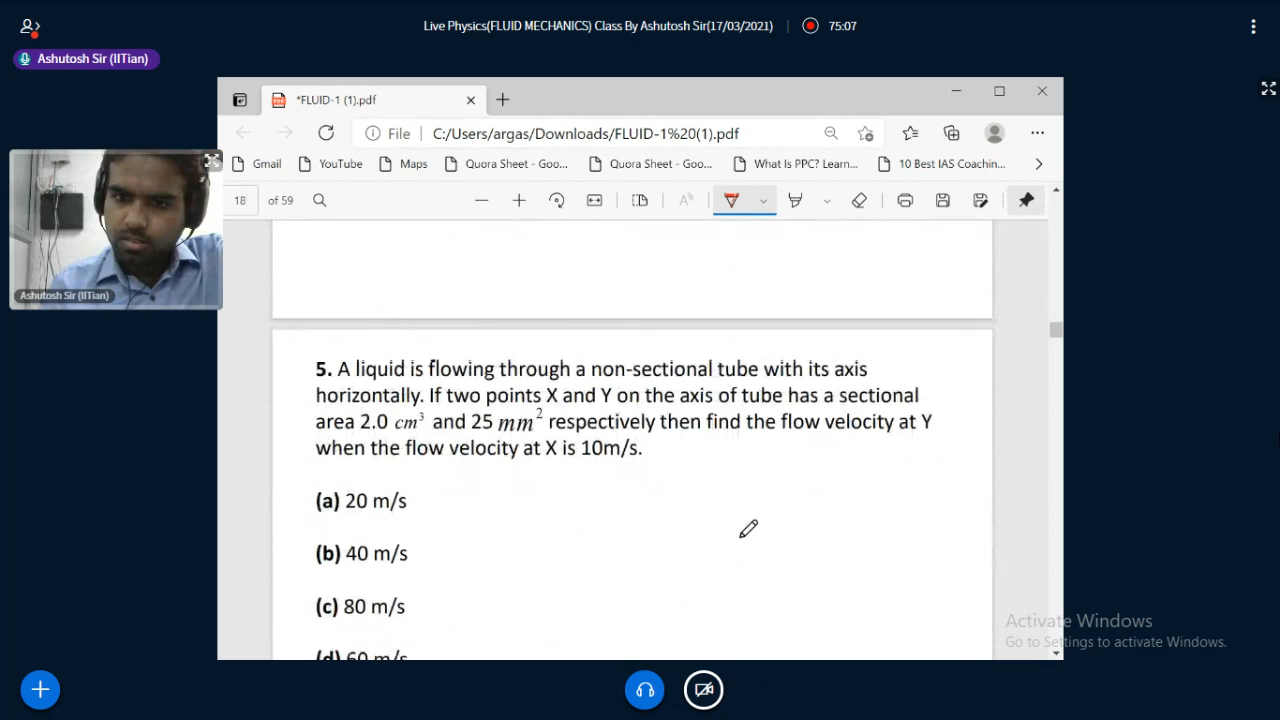 Live Physics(FLUID MECHANICS) Class By Ashutosh Sir(17/03/2021)
75:07
Ashutosh Sir (IITian)
*FLUID-1 (1).pdf
File
C:/Users/argas/Downloads/FLUID-1%20(1).pdf
Gmail
YouTube
Maps
Quora Sheet - Goo...
Quora Sheet - Goo...
What Is PPC? Learn...
10 Best IAS Coachin...
18 of 59
Ashutosh Sir (IITian)
5. A liquid is flowing through a non-sectional tube with its axis
horizontally. If two points X and Y on the axis of tube has a sectional
area 2.0 cm³ and 25 mm² respectively then find the flow velocity at Y
when the flow velocity at X is 10m/s.
(a) 20 m/s
(b) 40 m/s
(c) 80 m/s
(d) 60 m/s
Activate Windows
Go to Settings to activate Windows.